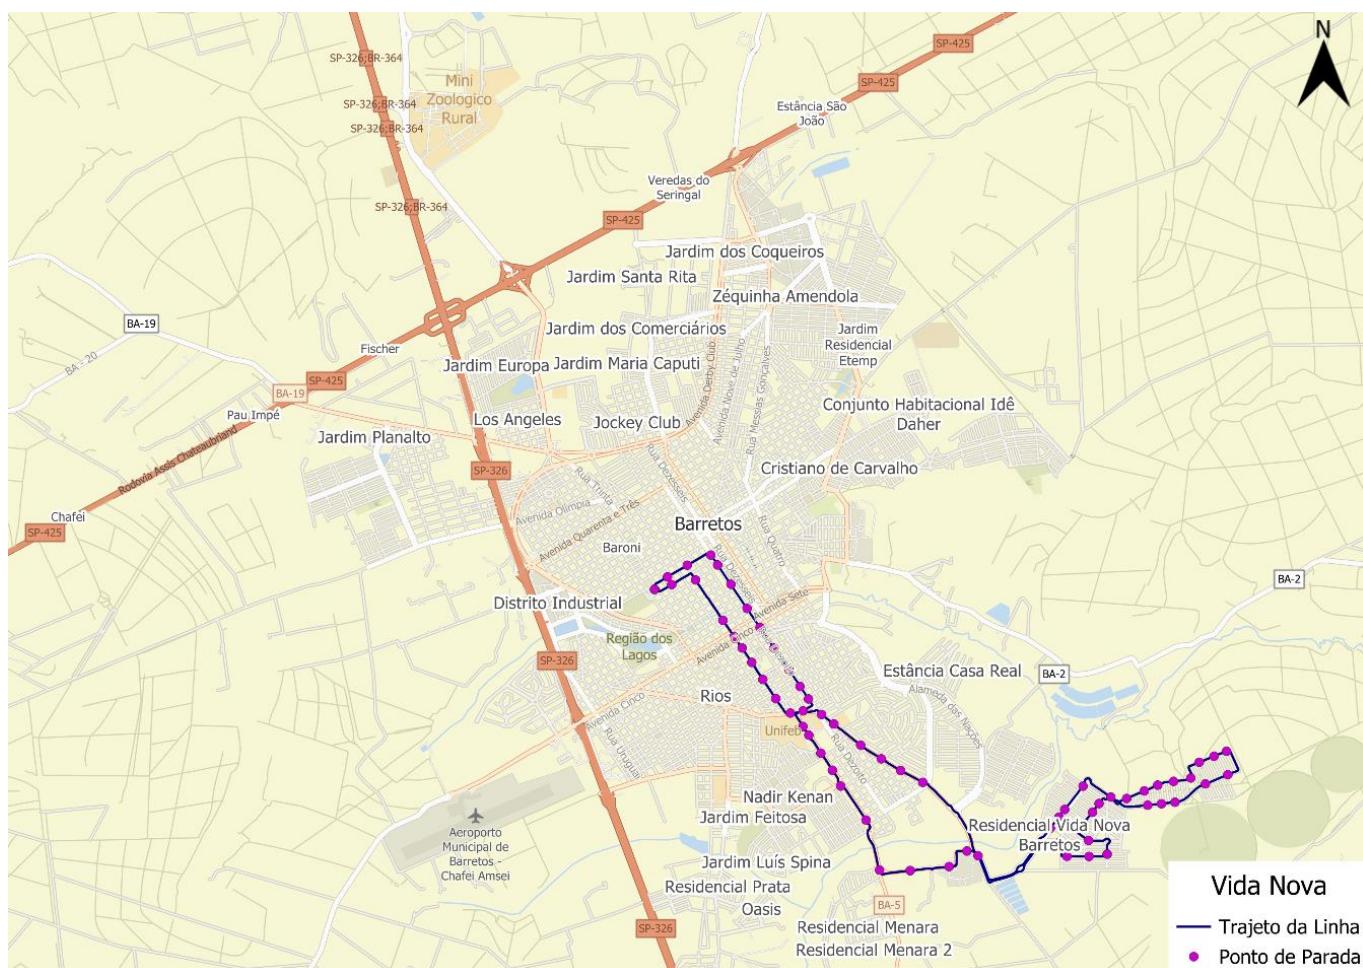 N
SP-425
SP-326;BR-364
SP-425
Mini
Zoologico
Rural
SP-326;BR-364
Estância São
João
SP-326;BR-364
Veredas do
Seringal
SP-326;BR-364
SP-425
Jardim dos Coqueiros
Jardim Santa Rita
Zéquinha Amendola
BA-19
Jardim dos Comerciários
Jardim
Residencial
Etemp
Fischer
BA - 20
Jardim Europa
Jardim Maria Caputi
Avenida Derby Club
Avenida Nove de Julho
Rua Messias Gonçalves
SP-425
BA-19
Pau Impé
Los Angeles
Jockey Club
Conjunto Habitacional Idê
Daher
Jardim Planalto
Rodovia Assis Chateaubriand
SP-326
Rua Dezesseis
Rua Trinta
Cristiano de Carvalho
Chafei
SP-425
Avenida Olímpia
Avenida Quarenta e Três
Barretos
Rua Quatro
Baroni
Rua Dezesseis
BA-2
Distrito Industrial
Avenida Sete
Região dos
Lagos
Avenida Cinco
SP-326
Estância Casa Real
BA-2
Rios
Alameda das Nações
Avenida Cinco
Unifeb
Rua Uruguai
Rua Dezoito
Nadir Kenan
Jardim Feitosa
Residencial Vida Nova
Barretos
Aeroporto
Municipal de
Barretos -
Chafei Amsei
Jardim Luís Spina
Residencial Prata
Oasis
BA-5
Residencial Menara
Residencial Menara 2
SP-326
Vida Nova
Trajeto da Linha
Ponto de Parada